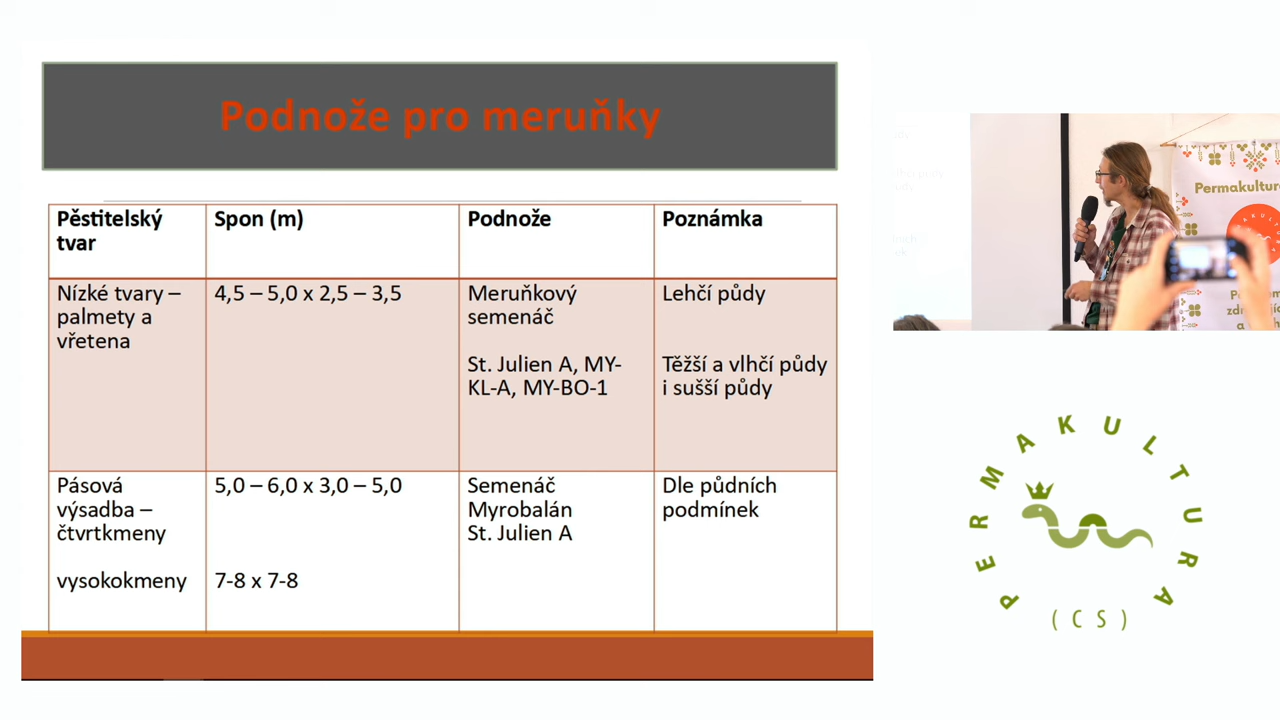 Podnože pro meruňky
Pěstitelský
tvar
Spon (m)
Podnože
Poznámka
Nízké tvary –
palmety a
vřetena
4,5 – 5,0 x 2,5 – 3,5
Meruňkový
semenáč
St. Julien A, MY-
KL-A, MY-BO-1
Lehčí půdy
Těžší a vlhčí půdy
i sušší půdy
Pásová
výsadba –
čtvrtkmeny
vysokokmeny
5,0 – 6,0 x 3,0 – 5,0
7-8 x 7-8
Semenáč
Myrobalán
St. Julien A
Dle půdních
podmínek
Permakultur
PERMAKULTURA
(CS)